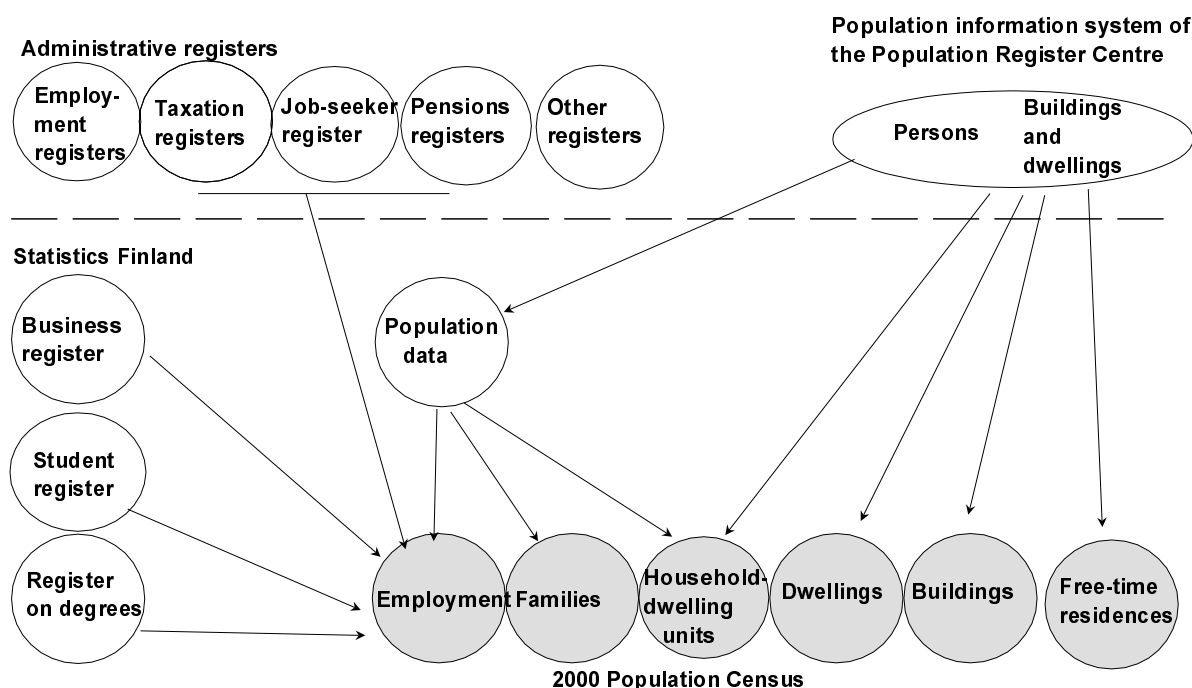 Administrative registers
Population information system of
the Population Register Centre
Employ-
ment
registers
Taxation
registers
Job-seeker
register
Pensions
registers
Other
registers
Persons
Buildings
and
dwellings
Statistics Finland
Business
register
Population
data
Student
register
Register
on degrees
Employment
Families
Household-
dwelling
units
Dwellings
Buildings
Free-time
residences
2000 Population Census